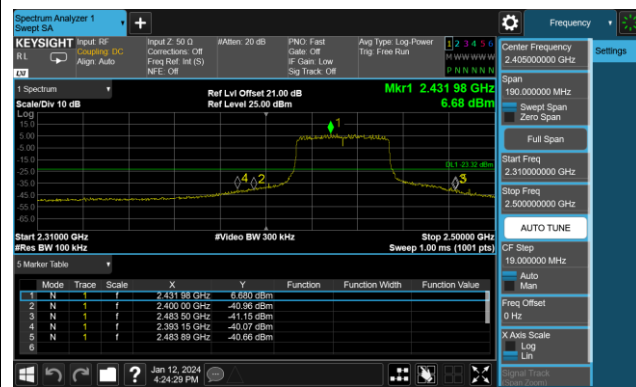 Spectrum Analyzer 1
Swept SA
Frequency
KEYSIGHT
RL
LXI
Input: RF
Coupling: DC
Align: Auto
Input Z: 50 Ω
Corrections: Off
Freq Ref: Int (S)
NFE: Off
#Atten: 20 dB
PNO: Fast
Gate: Off
IF Gain: Low
Sig Track: Off
Avg Type: Log-Power
Trig: Free Run
1 2 3 4 5 6
M W W W W W
P N N N N N
1 Spectrum
Scale/Div 10 dB
Ref Lvl Offset 21.00 dB
Ref Level 25.00 dBm
Mkr1 2.431 98 GHz
6.68 dBm
Log
15.0
5.00
-5.00
-15.0
-25.0
-35.0
-45.0
-55.0
-65.0
1
DL1 -23.32 dBm
4 2
3
Start 2.31000 GHz
#Res BW 100 kHz
#Video BW 300 kHz
Stop 2.50000 GHz
Sweep 1.00 ms (1001 pts)
5 Marker Table
Mode Trace Scale X Y Function Function Width Function Value
1 N 1 f 2.431 98 GHz 6.680 dBm
2 N 1 f 2.400 00 GHz -40.96 dBm
3 N 1 f 2.483 50 GHz -41.15 dBm
4 N 1 f 2.393 15 GHz -40.07 dBm
5 N 1 f 2.483 89 GHz -40.66 dBm
6
Jan 12, 2024
4:24:29 PM
Center Frequency
2.405000000 GHz
Settings
Span
190.000000 MHz
Swept Span
Zero Span
Full Span
Start Freq
2.310000000 GHz
Stop Freq
2.500000000 GHz
AUTO TUNE
CF Step
19.000000 MHz
Auto
Man
Freq Offset
0 Hz
X Axis Scale
Log
Lin
Signal Track
(Span Zoom)